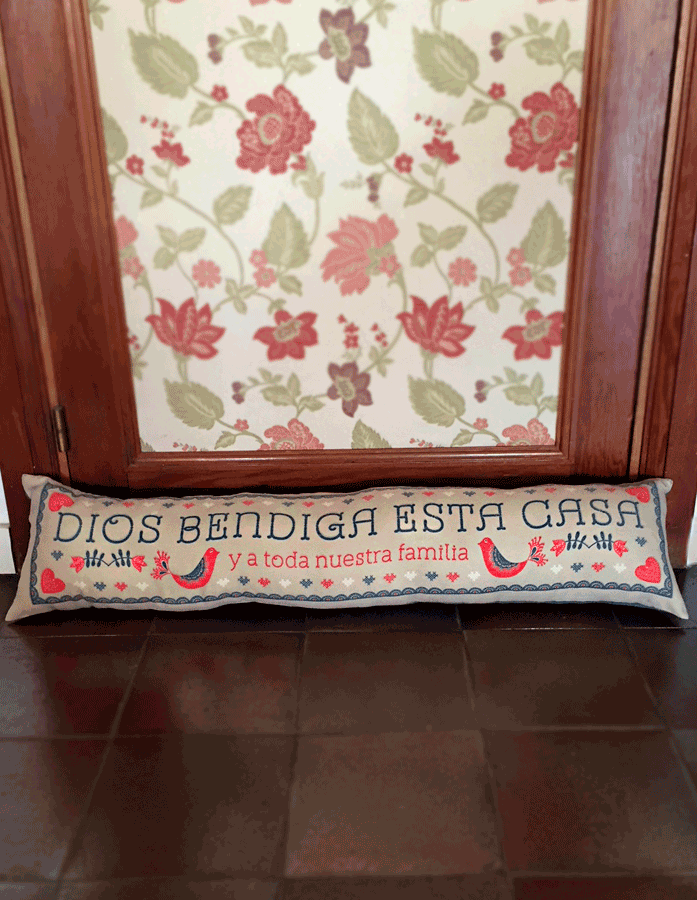 DIOS BENDIGA ESTA CASA
y a toda nuestra familia